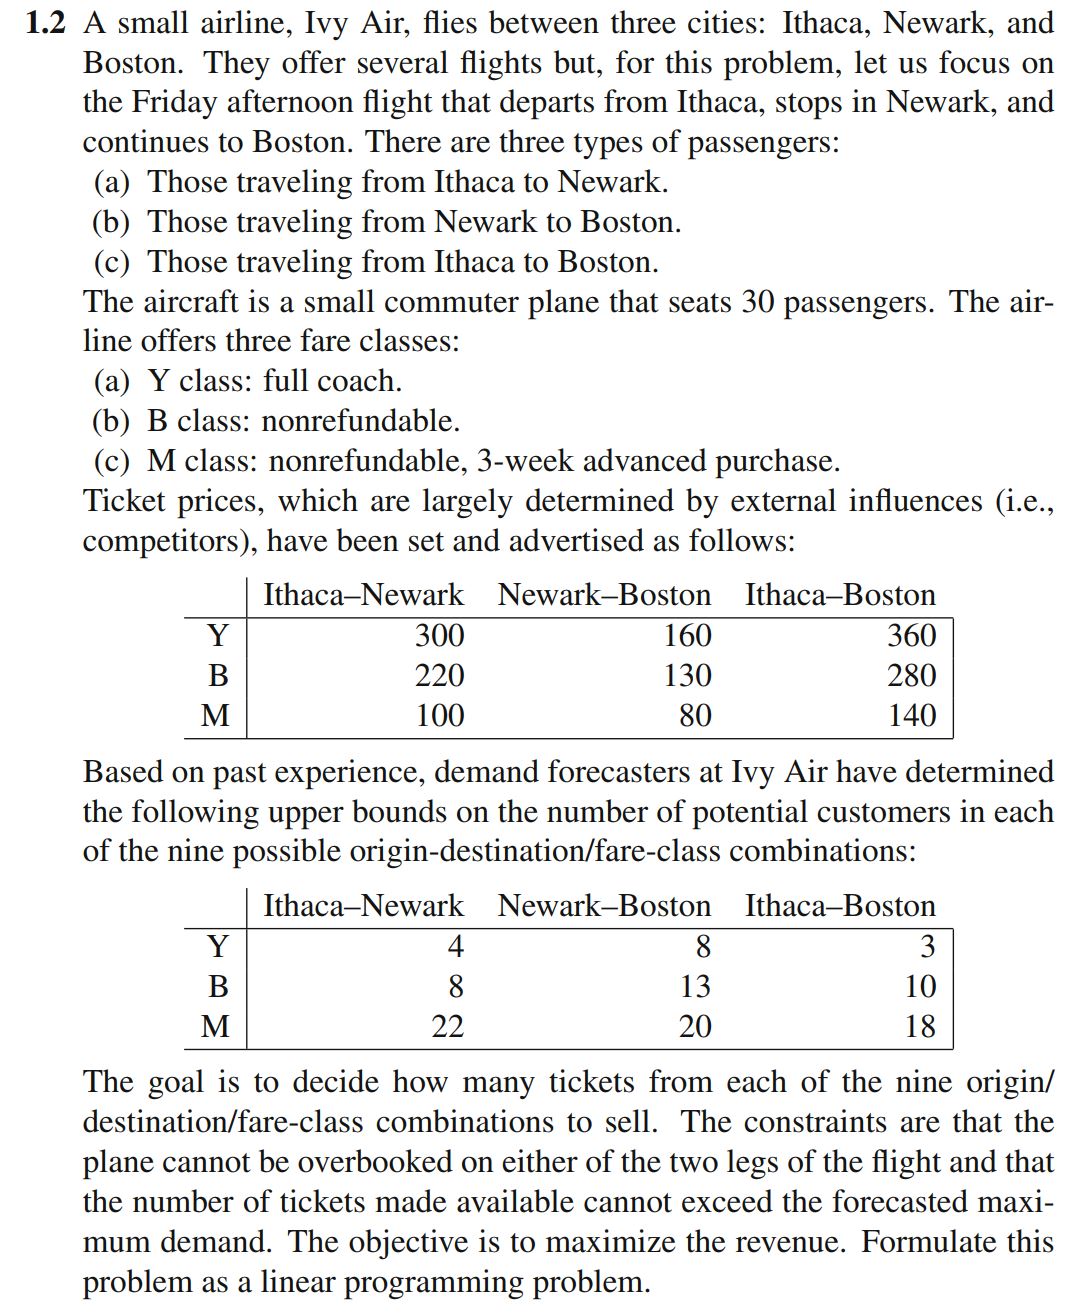 1.2 A small airline, Ivy Air, flies between three cities: Ithaca, Newark, and
Boston. They offer several flights but, for this problem, let us focus on
the Friday afternoon flight that departs from Ithaca, stops in Newark, and
continues to Boston. There are three types of passengers:
(a) Those traveling from Ithaca to Newark.
(b) Those traveling from Newark to Boston.
(c) Those traveling from Ithaca to Boston.
The aircraft is a small commuter plane that seats 30 passengers. The air-
line offers three fare classes:
(a) Y class: full coach.
(b) B class: nonrefundable.
(c) M class: nonrefundable, 3-week advanced purchase.
Ticket prices, which are largely determined by external influences (i.e.,
competitors), have been set and advertised as follows:
Ithaca–Newark Newark–Boston Ithaca–Boston
Y 300 160 360
B 220 130 280
M 100 80 140
Based on past experience, demand forecasters at Ivy Air have determined
the following upper bounds on the number of potential customers in each
of the nine possible origin-destination/fare-class combinations:
Ithaca–Newark Newark–Boston Ithaca–Boston
Y 4 8 3
B 8 13 10
M 22 20 18
The goal is to decide how many tickets from each of the nine origin/
destination/fare-class combinations to sell. The constraints are that the
plane cannot be overbooked on either of the two legs of the flight and that
the number of tickets made available cannot exceed the forecasted maxi-
mum demand. The objective is to maximize the revenue. Formulate this
problem as a linear programming problem.